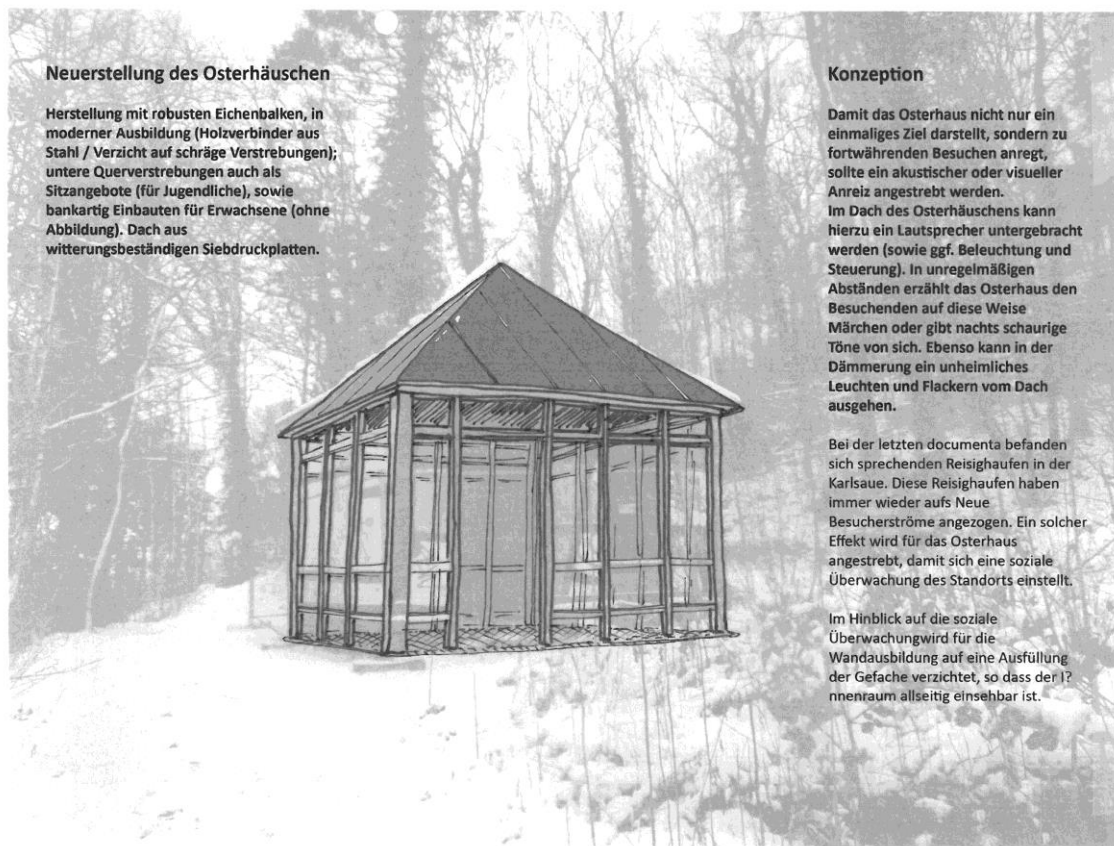 Neuerstellung des Osterhäuschen
Herstellung mit robusten Eichenbalken, in
moderner Ausbildung (Holzverbinder aus
Stahl / Verzicht auf schräge Verstrebungen);
untere Querverstrebungen auch als
Sitzangebote (für Jugendliche), sowie
bankartig Einbauten für Erwachsene (ohne
Abbildung). Dach aus
witterungsbeständigen Siebdruckplatten.
Konzeption
Damit das Osterhaus nicht nur ein
einmaliges Ziel darstellt, sondern zu
fortwährenden Besuchen anregt,
sollte ein akustischer oder visueller
Anreiz angestrebt werden.
Im Dach des Osterhäuschens kann
hierzu ein Lautsprecher untergebracht
werden (sowie ggf. Beleuchtung und
Steuerung). In unregelmäßigen
Abständen erzählt das Osterhaus den
Besuchenden auf diese Weise
Märchen oder gibt nachts schaurige
Töne von sich. Ebenso kann in der
Dämmerung ein unheimliches
Leuchten und Flackern vom Dach
ausgehen.
Bei der letzten documenta befanden
sich sprechenden Reisighaufen in der
Karlsaue. Diese Reisighaufen haben
immer wieder aufs Neue
Besucherströme angezogen. Ein solcher
Effekt wird für das Osterhaus
angestrebt, damit sich eine soziale
Überwachung des Standorts einstellt.
Im Hinblick auf die soziale
Überwachungwird für die
Wandausbildung auf eine Ausfüllung
der Gefache verzichtet, so dass der I?
nnenraum allseitig einsehbar ist.